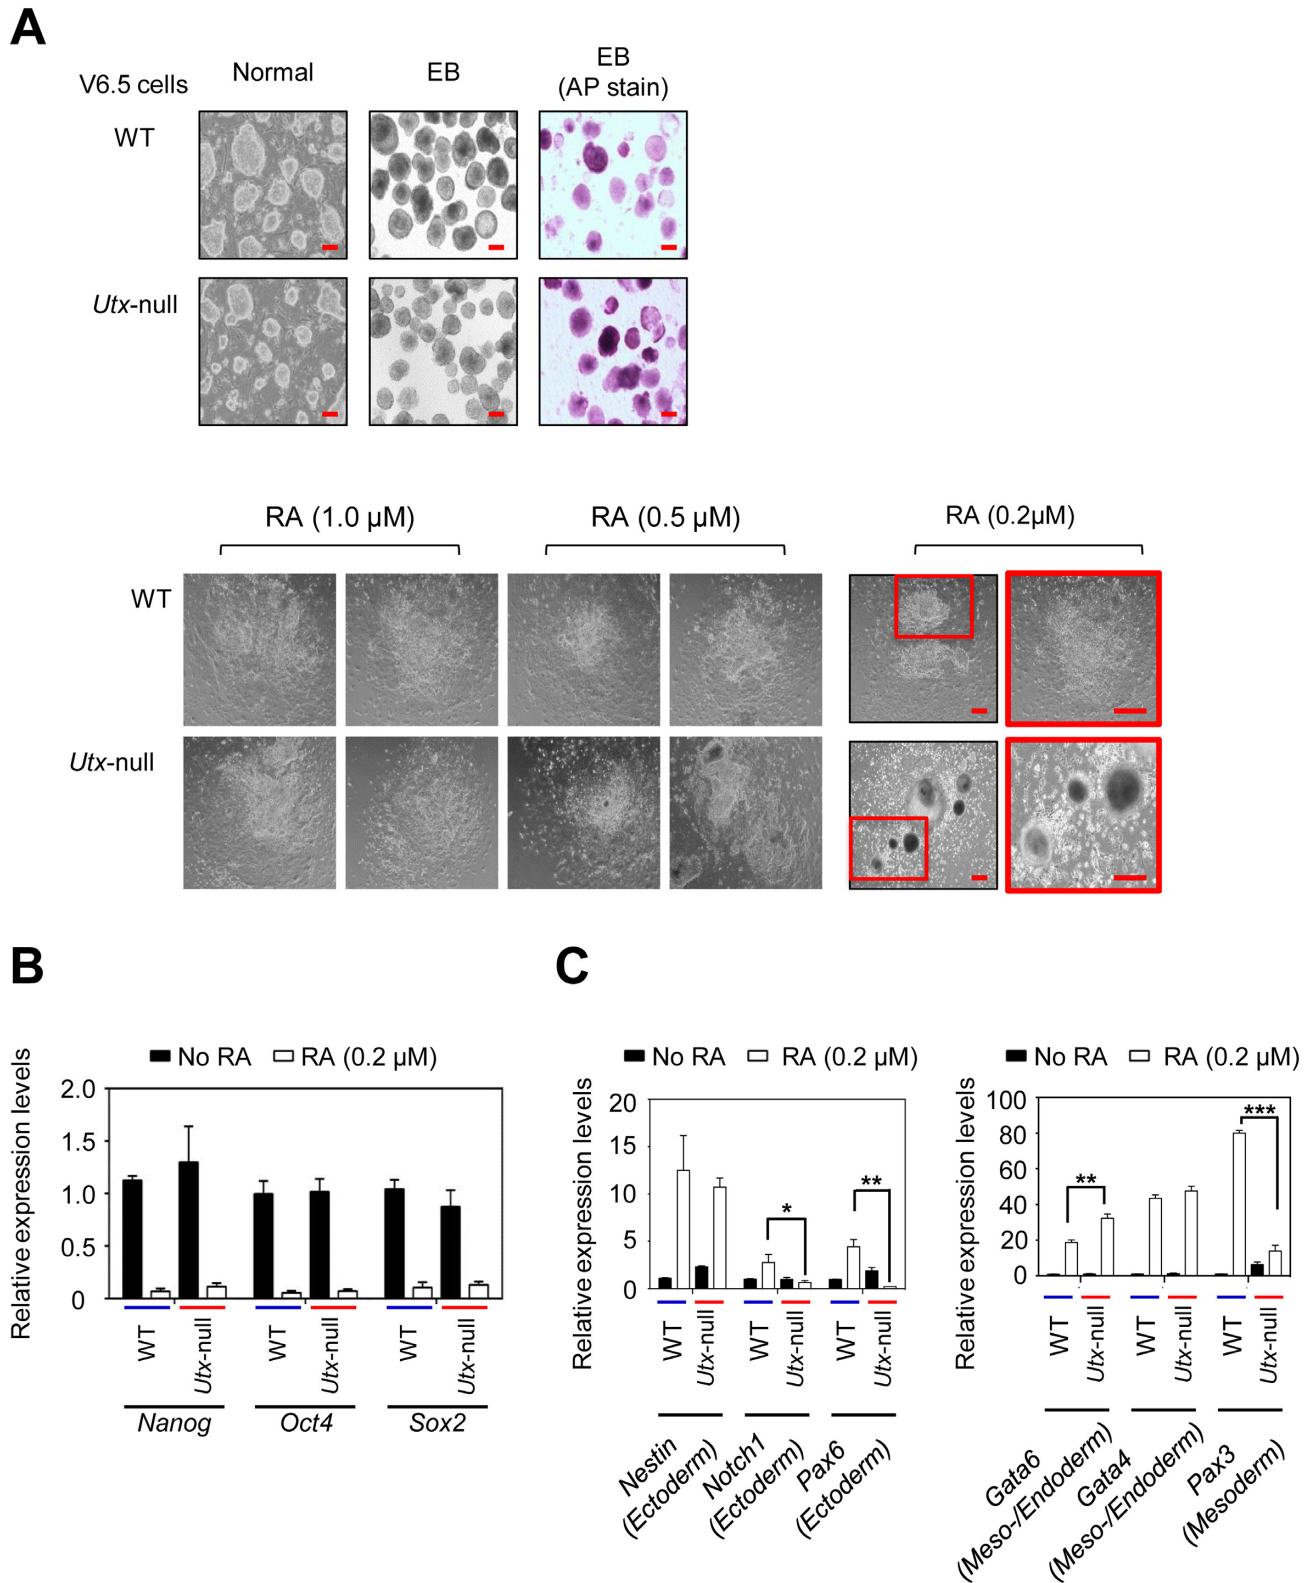 A
V6.5 cells
Normal
EB
EB
(AP stain)
WT
Utx-null
RA (1.0 μM)
RA (0.5 μM)
RA (0.2μM)
WT
Utx-null
B
No RA
RA (0.2 μM)
Relative expression levels
2.0
1.5
1.0
0.5
0
WT
Utx-null
WT
Utx-null
WT
Utx-null
Nanog
Oct4
Sox2
C
No RA
RA (0.2 μM)
Relative expression levels
20
15
10
5
0
*
**
WT
Utx-null
WT
Utx-null
WT
Utx-null
Nestin
(Ectoderm)
Notch1
(Ectoderm)
Pax6
(Ectoderm)
No RA
RA (0.2 μM)
Relative expression levels
100
80
60
40
20
0
**
***
WT
Utx-null
WT
Utx-null
WT
Utx-null
Gata6
(Meso-/Endoderm)
Gata4
(Meso-/Endoderm)
Pax3
(Mesoderm)